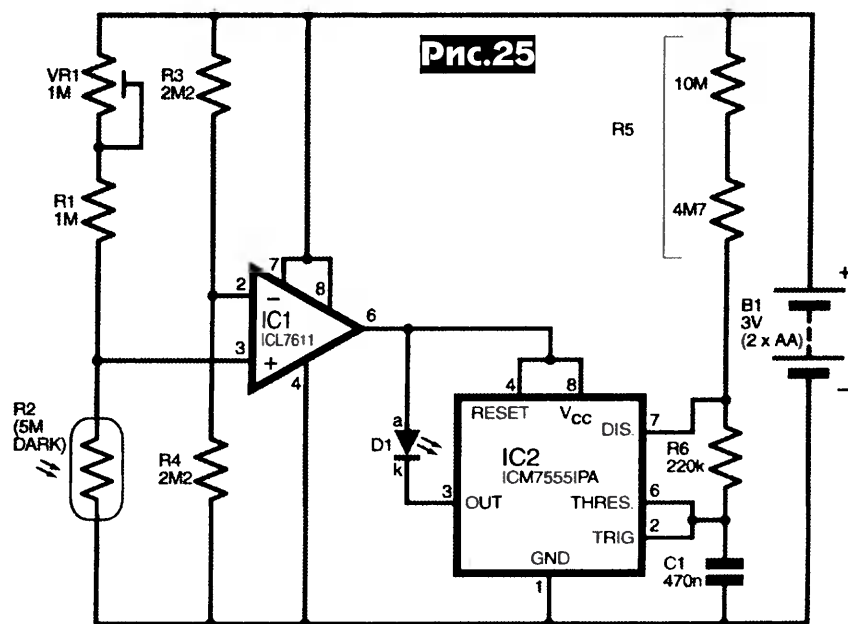 Рис.25
VR1
1M
R3
2M2
10M
R5
R1
1M
4M7
7
8
2
−
IC1
ICL7611
6
3
+
4
+
B1
3V
(2 x AA)
−
R2
(5M
DARK)
R4
2M2
a
D1
k
4
8
RESET
VCC
DIS.
7
IC2
ICM7555IPA
R6
220k
3
OUT
THRES.
6
TRIG
2
GND
1
C1
470n